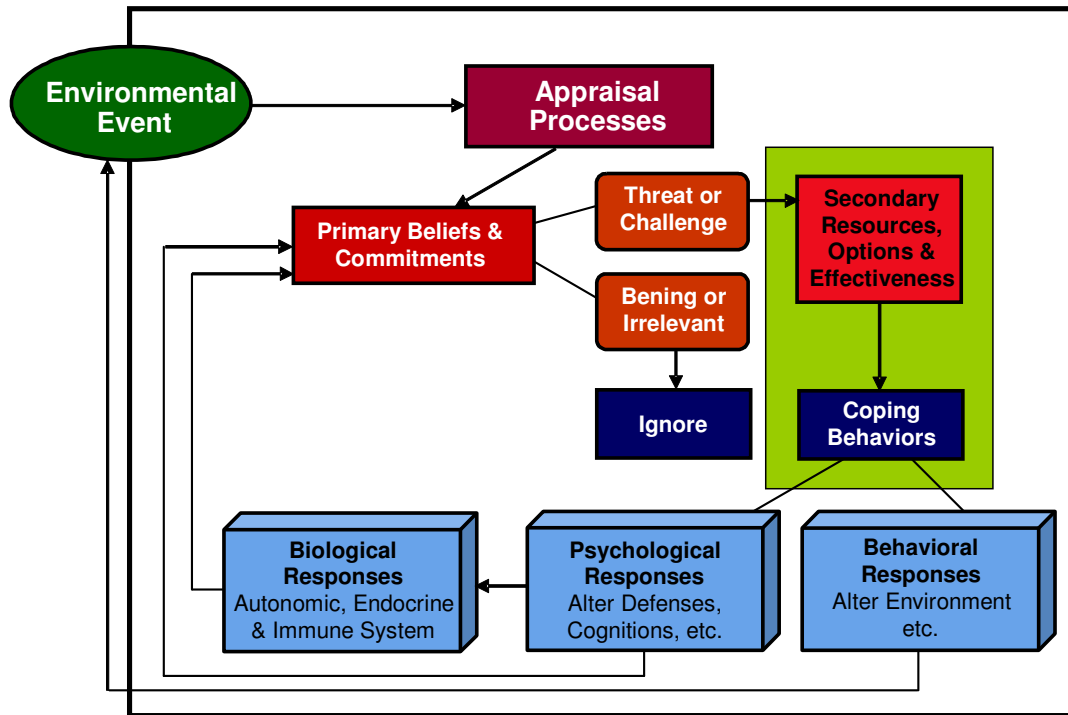 Environmental
Event
Appraisal
Processes
Primary Beliefs &
Commitments
Threat or
Challenge
Secondary
Resources,
Options &
Effectiveness
Bening or
Irrelevant
Ignore
Coping
Behaviors
Biological
Responses
Autonomic, Endocrine
& Immune System
Psychological
Responses
Alter Defenses,
Cognitions, etc.
Behavioral
Responses
Alter Environment
etc.